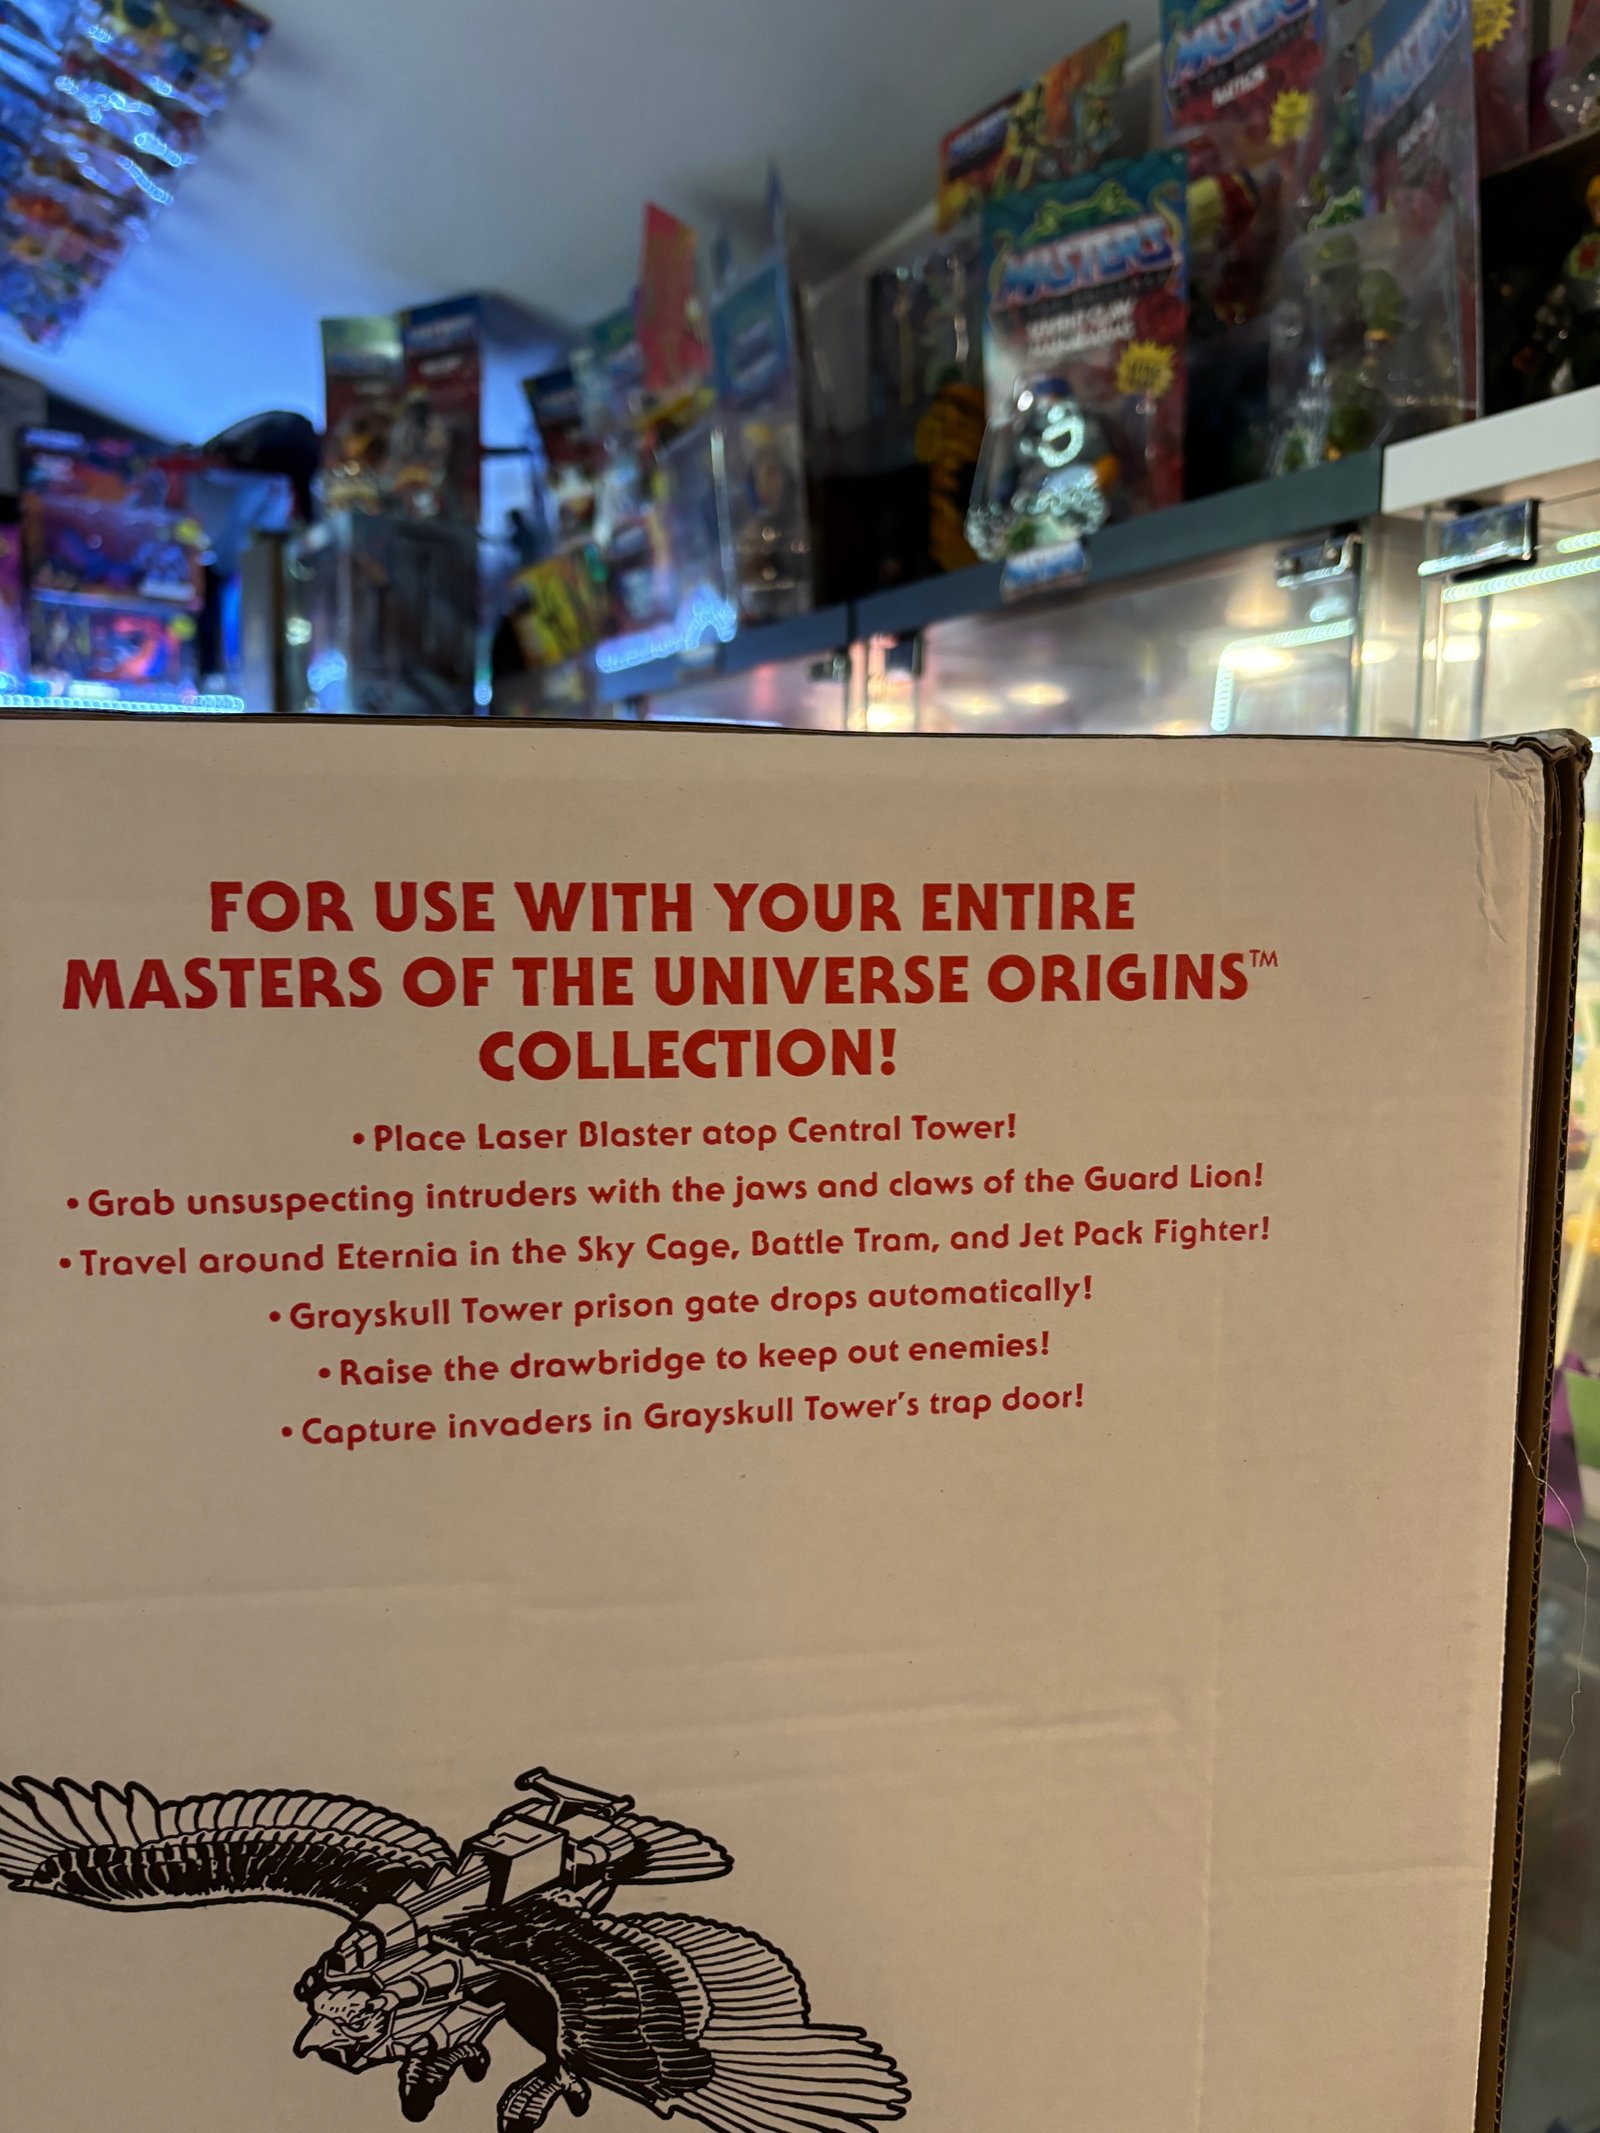 MASTERS
MASTERS
MASTERS
FOR USE WITH YOUR ENTIRE
MASTERS OF THE UNIVERSE ORIGINS™
COLLECTION!
• Place Laser Blaster atop Central Tower!
• Grab unsuspecting intruders with the jaws and claws of the Guard Lion!
• Travel around Eternia in the Sky Cage, Battle Tram, and Jet Pack Fighter!
• Grayskull Tower prison gate drops automatically!
• Raise the drawbridge to keep out enemies!
• Capture invaders in Grayskull Tower's trap door!